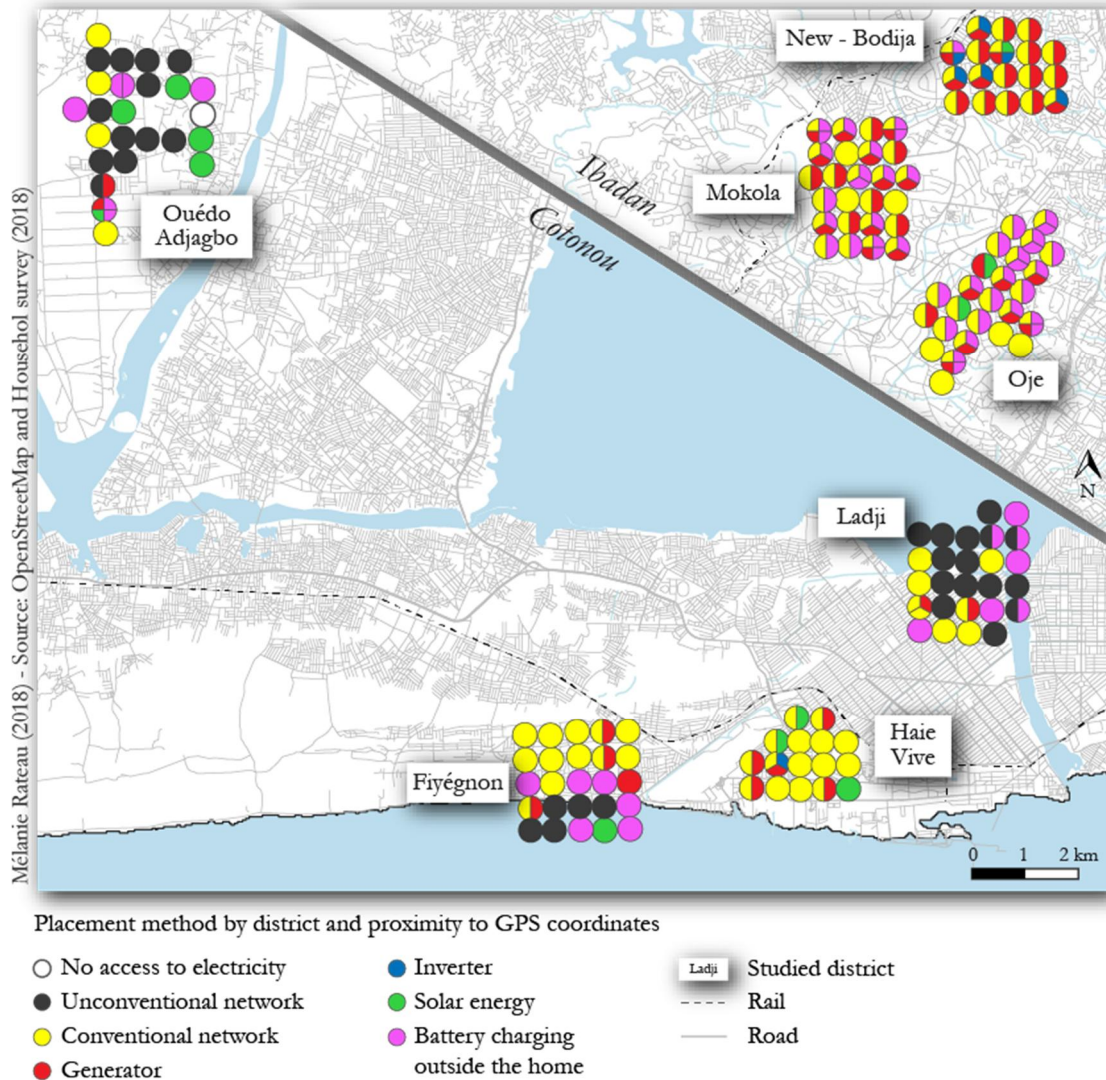 New - Bodija
Ibadan
Cotonou
Mokola
Ouédo
Adjagbo
Oje
N
Ladji
Haie
Vive
Fiyégnon
0 1 2 km
Mélanie Rateau (2018) - Source: OpenStreetMap and Househol survey (2018)
Placement method by district and proximity to GPS coordinates
No access to electricity
Unconventional network
Conventional network
Generator
Inverter
Solar energy
Battery charging
outside the home
Ladji Studied district
Rail
Road